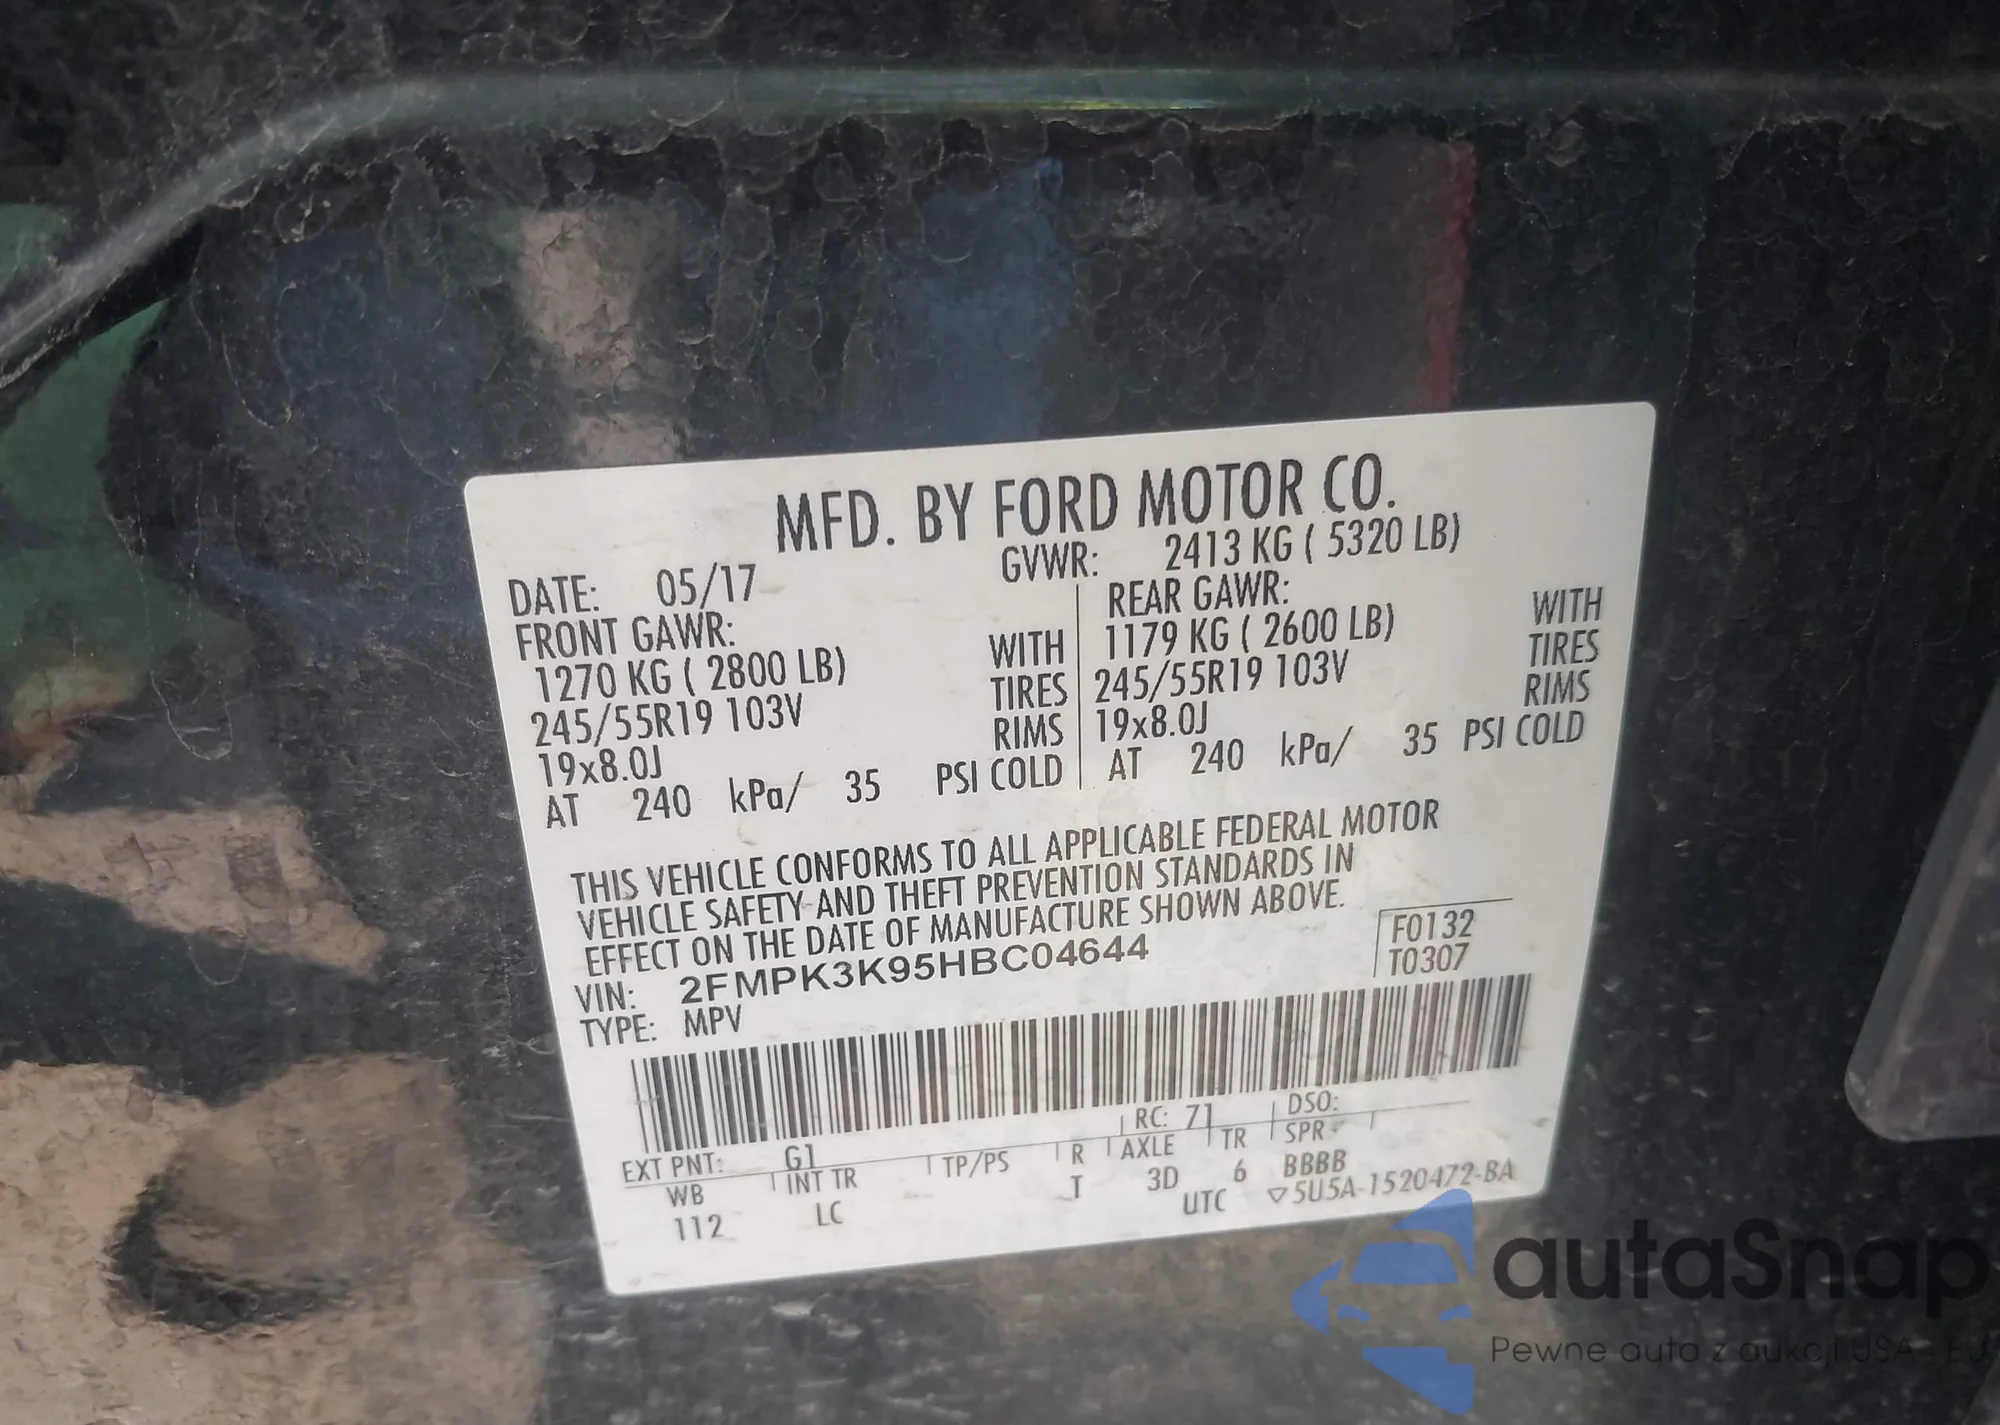 MFD. BY FORD MOTOR CO.
DATE: 05/17 GVWR: 2413 KG ( 5320 LB)
FRONT GAWR: REAR GAWR:
1270 KG ( 2800 LB) WITH 1179 KG ( 2600 LB) WITH
245/55R19 103V TIRES 245/55R19 103V TIRES
19x8.0J RIMS 19x8.0J RIMS
AT 240 kPa/ 35 PSI COLD AT 240 kPa/ 35 PSI COLD
THIS VEHICLE CONFORMS TO ALL APPLICABLE FEDERAL MOTOR
VEHICLE SAFETY AND THEFT PREVENTION STANDARDS IN
EFFECT ON THE DATE OF MANUFACTURE SHOWN ABOVE.
VIN: 2FMPK3K95HBC04644 F0132
TYPE: MPV T0307
EXT PNT: G1 RC: 71 DSO:
WB INT TR TP/PS R AXLE TR SPR
112 LC T 3D 6 BBBB
UTC ▽5U5A-1520472-BA
autaSnap
Pewne auta z aukcji USA - EU